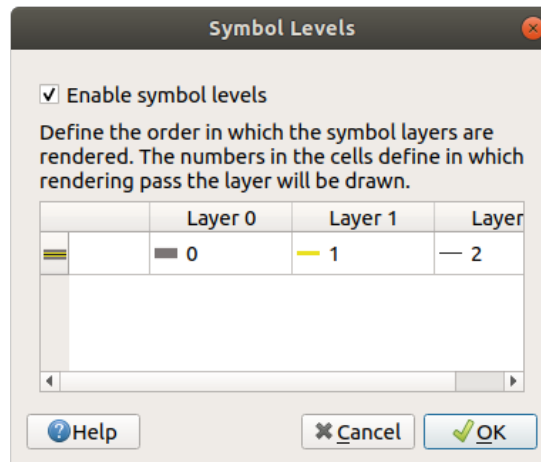 Symbol Levels
Enable symbol levels
Define the order in which the symbol layers are
rendered. The numbers in the cells define in which
rendering pass the layer will be drawn.
Layer 0 Layer 1 Layer
0 1 2
Help Cancel OK